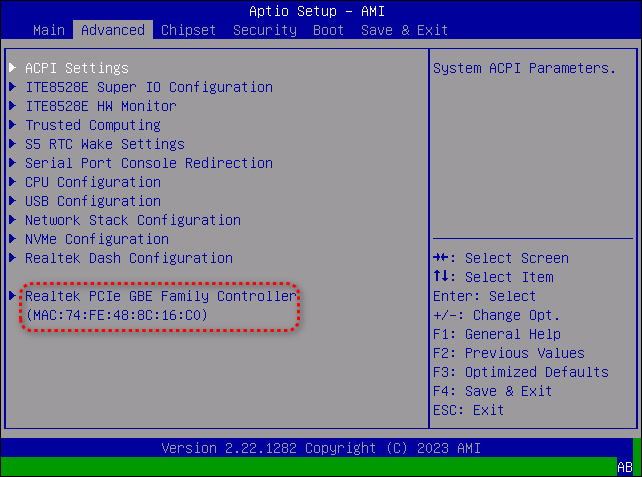 Aptio Setup - AMI
Main Advanced Chipset Security Boot Save & Exit
ACPI Settings
ITE8528E Super IO Configuration
ITE8528E HW Monitor
Trusted Computing
S5 RTC Wake Settings
Serial Port Console Redirection
CPU Configuration
USB Configuration
Network Stack Configuration
NVMe Configuration
Realtek Dash Configuration
Realtek PCIe GBE Family Controller
(MAC:74:FE:48:8C:16:C0)
System ACPI Parameters.
→←: Select Screen
↑↓: Select Item
Enter: Select
+/-: Change Opt.
F1: General Help
F2: Previous Values
F3: Optimized Defaults
F4: Save & Exit
ESC: Exit
Version 2.22.1282 Copyright (C) 2023 AMI
AB